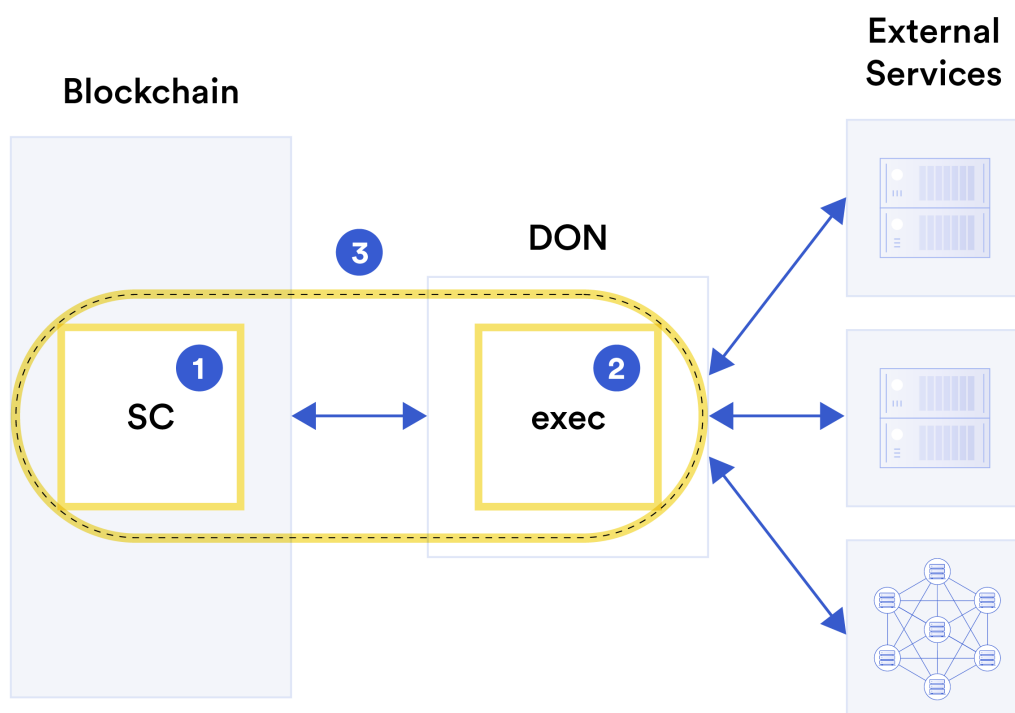 External
Services
Blockchain
DON
3
1
2
SC
exec